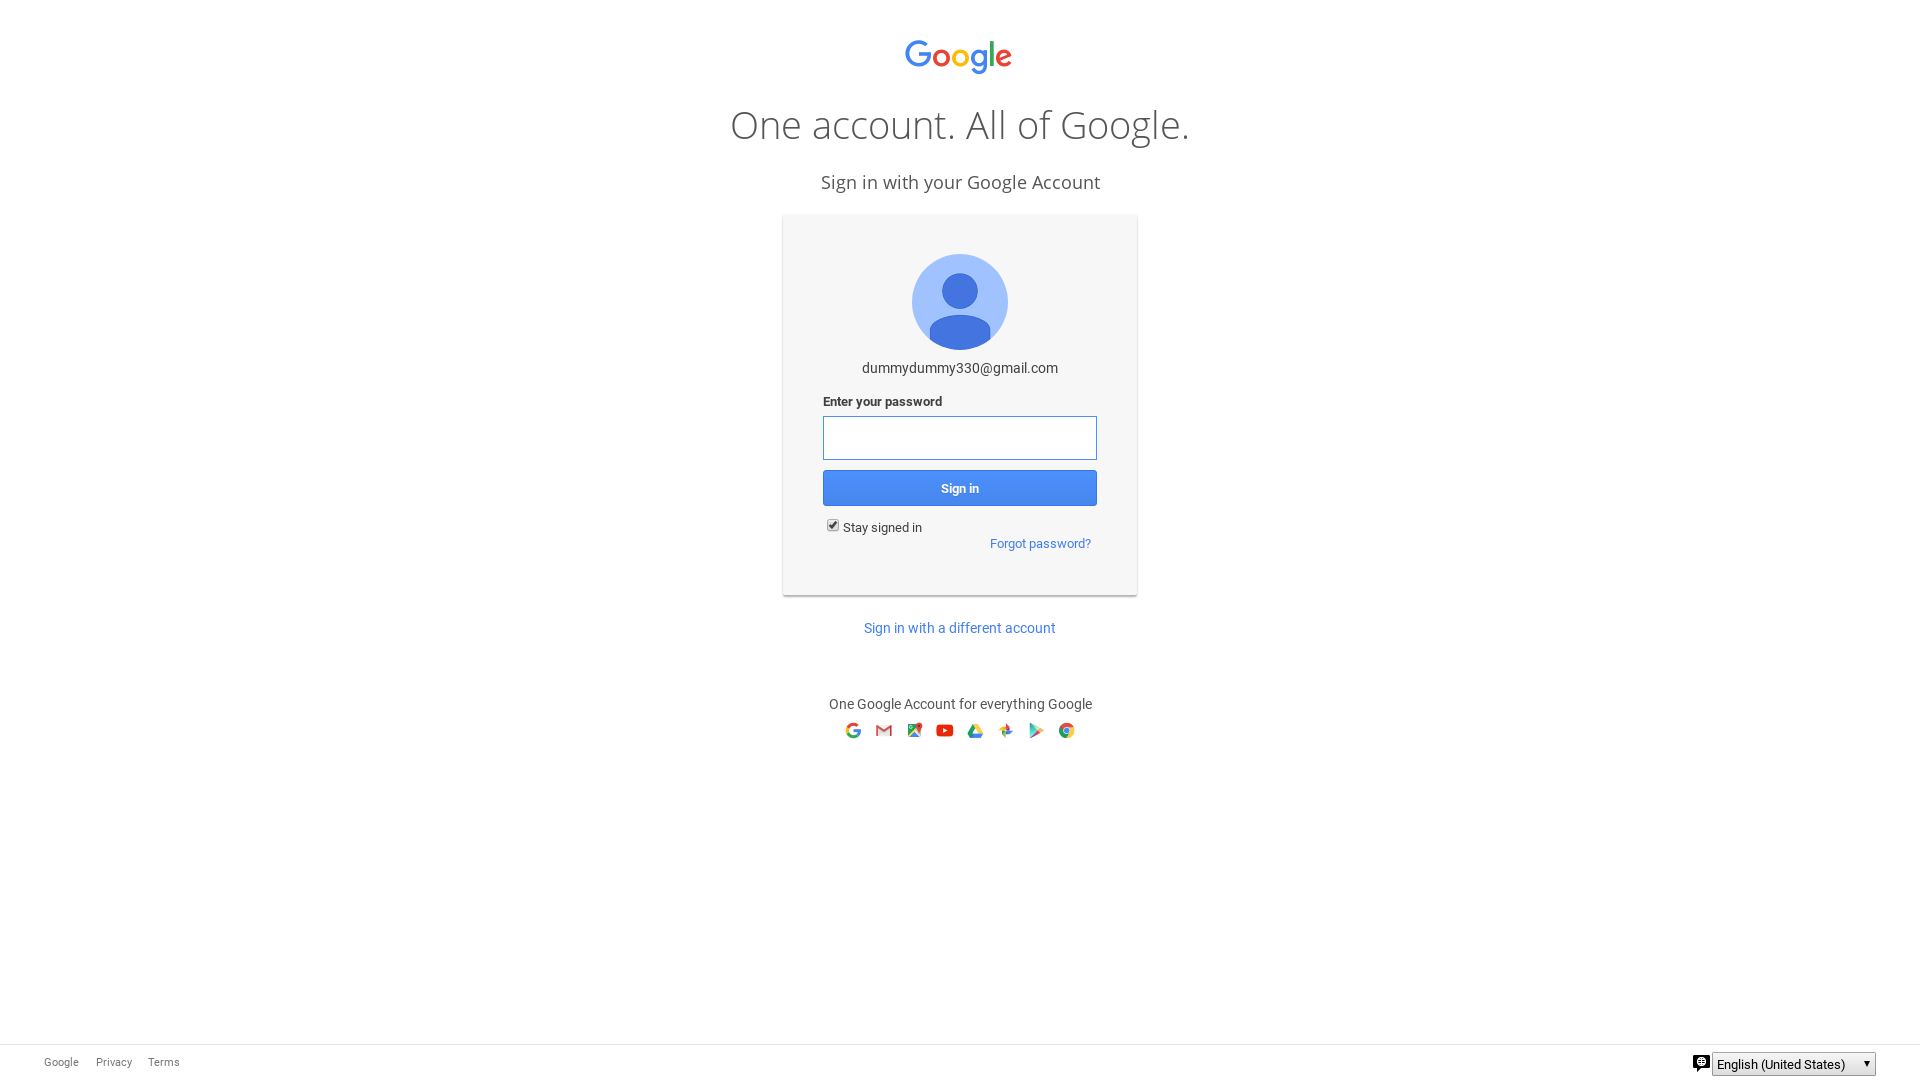 Google
One account. All of Google.
Sign in with your Google Account
dummydummy330@gmail.com
Enter your password
Sign in
Stay signed in
Forgot password?
Sign in with a different account
One Google Account for everything Google
Google Privacy Terms
English (United States)